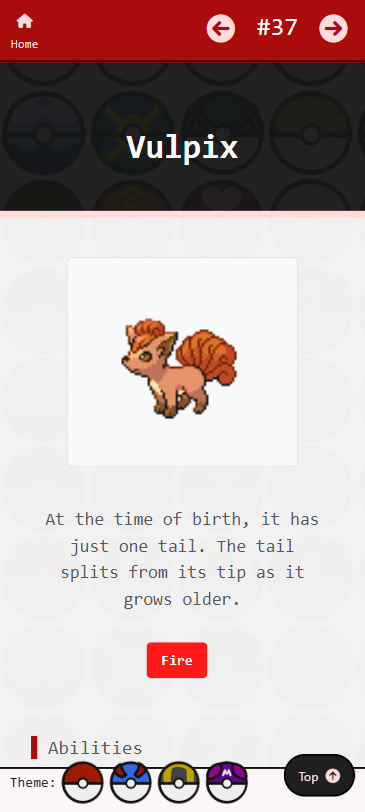 Home
#37
Vulpix
At the time of birth, it has
just one tail. The tail
splits from its tip as it
grows older.
Fire
Abilities
Theme:
M
Top